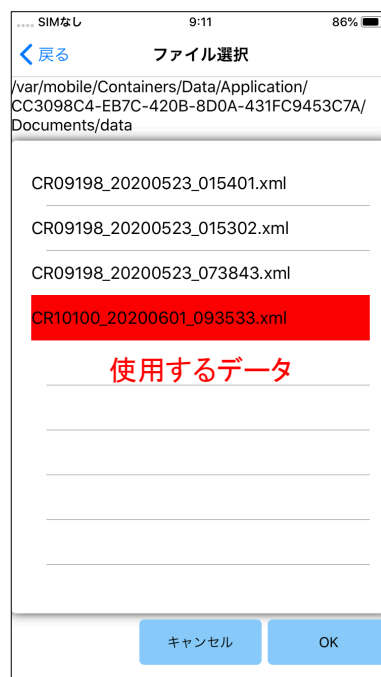 SIMなし 9:11 86%
戻る ファイル選択
/var/mobile/Containers/Data/Application/
CC3098C4-EB7C-420B-8D0A-431FC9453C7A/
Documents/data
CR09198_20200523_015401.xml
CR09198_20200523_015302.xml
CR09198_20200523_073843.xml
CR10100_20200601_093533.xml
使用するデータ
キャンセル OK